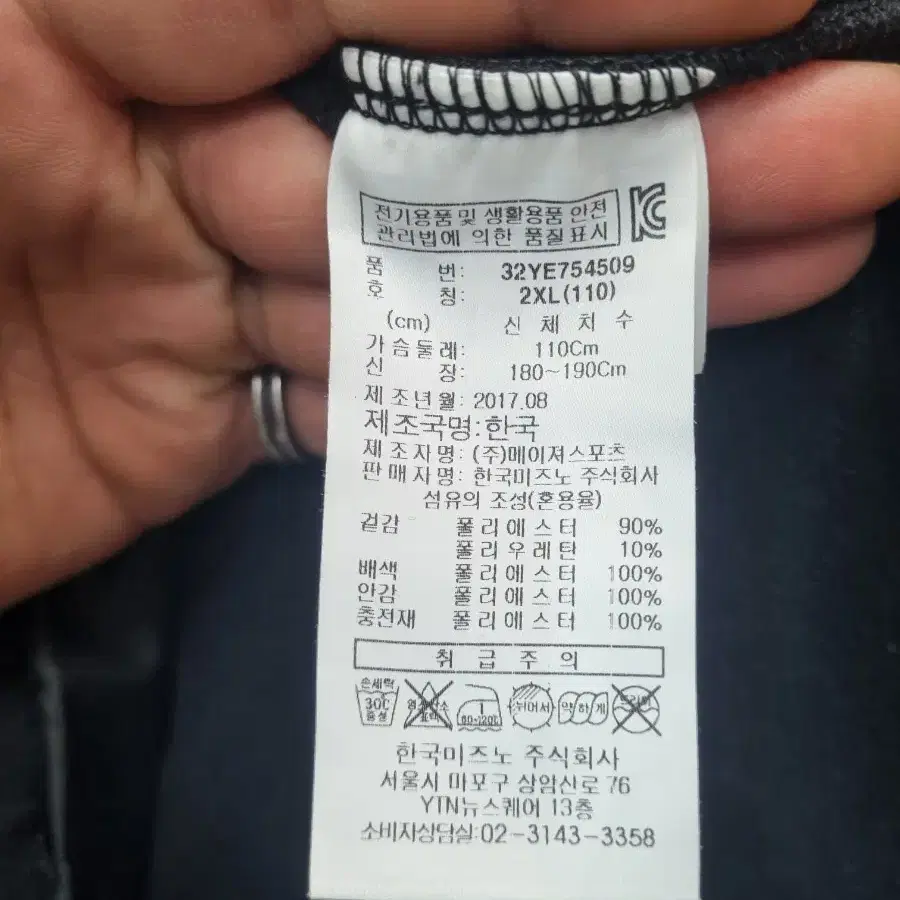 전기용품 및 생활용품 안전
관리법에 의한 품질표시
KC
품 번: 32YE754509
호 칭: 2XL(110)
(cm) 신 체 치 수
가슴둘레: 110Cm
신 장: 180~190Cm
제 조년 월: 2017.08
제조국명:한국
제 조자 명: (주)메이져스포츠
판 매 자 명: 한국미즈노 주식회사
섬유의 조성(혼용율)
겉감 폴리에스터 90%
폴리우레탄 10%
배색 폴리에스터 100%
안감 폴리에스터 100%
충전재 폴리에스터 100%
취 급 주 의
손세탁 30℃ 중성
80~120℃
뉘어서
약하게
한국미즈노 주식회사
서울시 마포구 상암산로 76
YTN뉴스퀘어 13층
소비자상담실:02-3143-3358